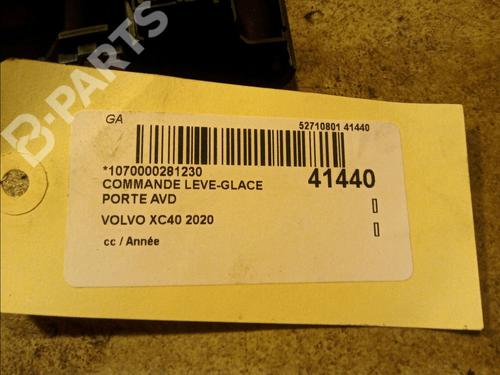 B-PARTS
GA
52710801 41440
*1070000281230
COMMANDE LEVE-GLACE
41440
PORTE AVD
VOLVO XC40 2020
cc / Année